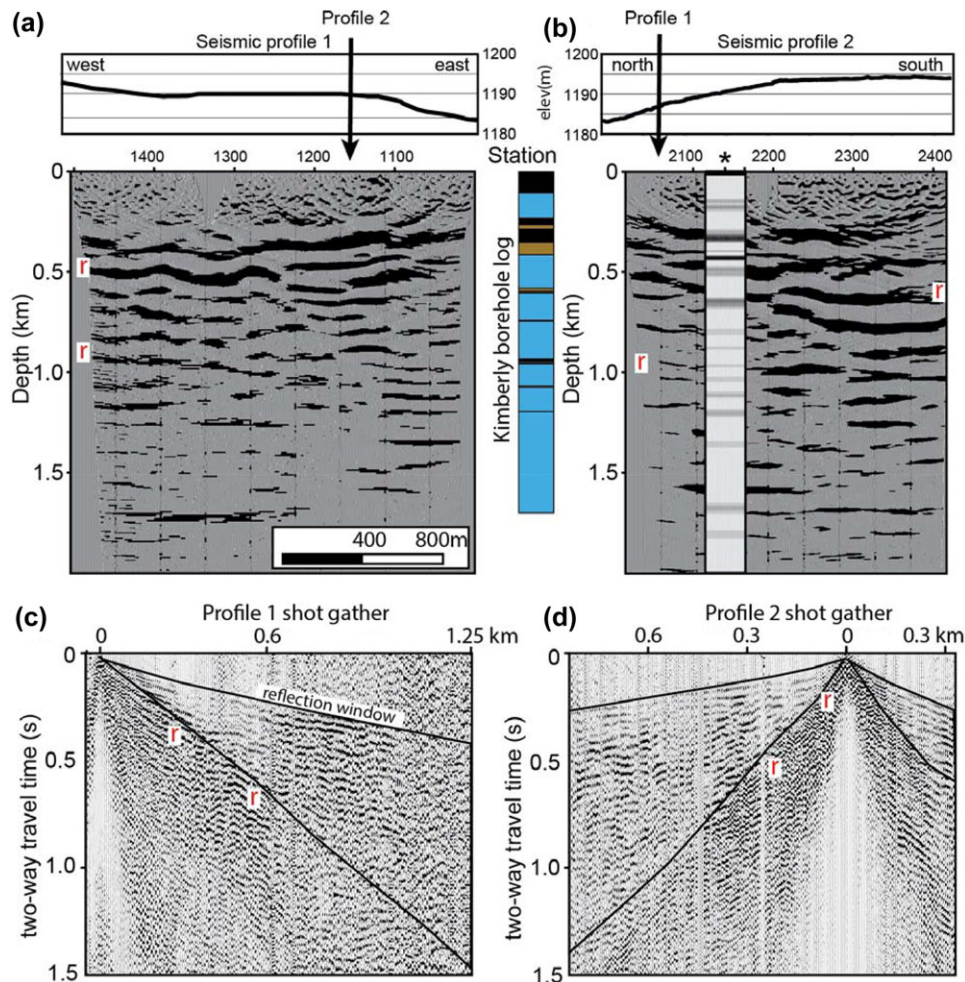 (a)
Profile 2
Seismic profile 1
west
east
1200
1190
1180
elev(m)
(b)
Profile 1
Seismic profile 2
north
south
1200
1190
1180
1400
1300
1200
1100
Station
2100
*
2200
2300
2400
0
0.5
1.0
1.5
Depth (km)
r
r
400
800m
Kimberly borehole log
0
0.5
1.0
1.5
Depth (km)
r
r
(c)
Profile 1 shot gather
0
0.6
1.25 km
0
0.5
1.0
1.5
two-way travel time (s)
reflection window
r
r
(d)
Profile 2 shot gather
0.6
0.3
0
0.3 km
0
0.5
1.0
1.5
two-way travel time (s)
r
r